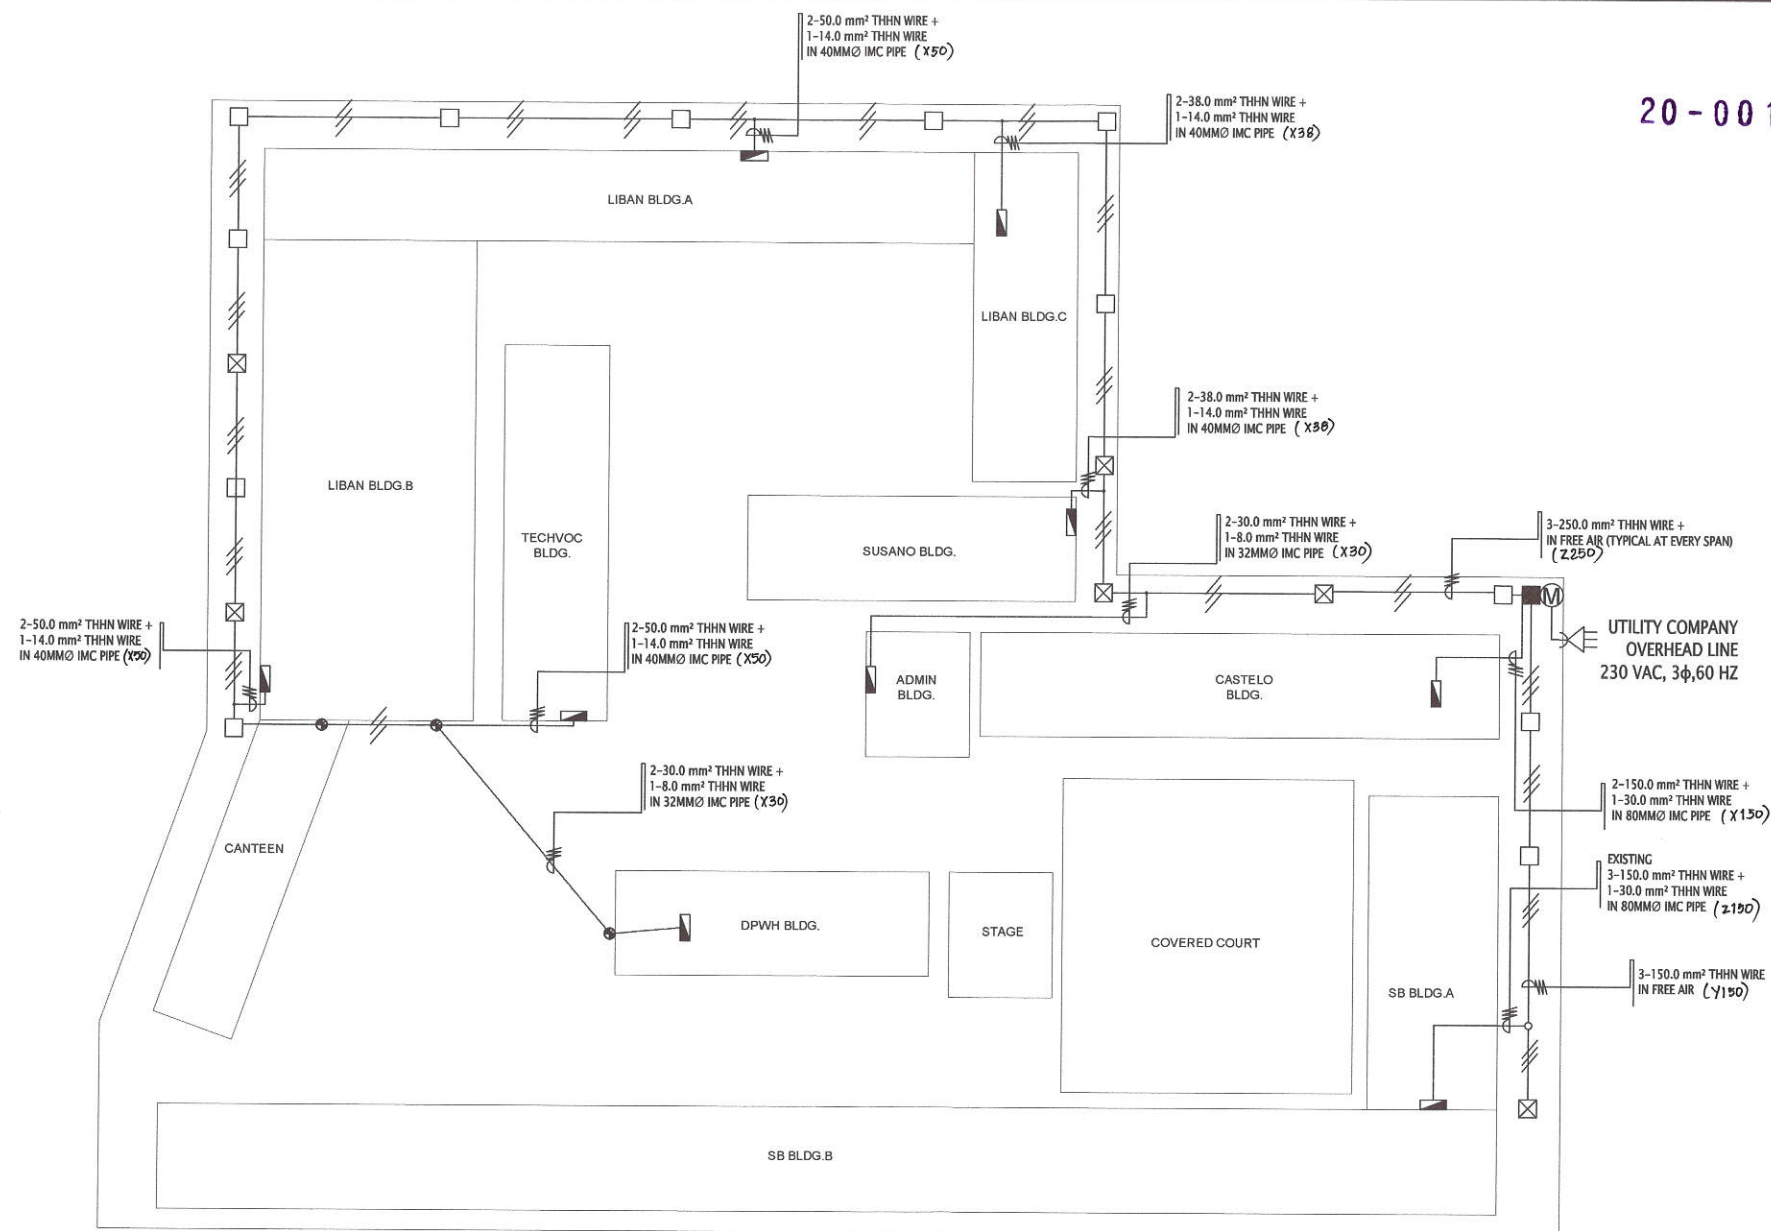 2-50.0 mm² THHN WIRE +
1-14.0 mm² THHN WIRE
IN 40MMØ IMC PIPE (X50)
2-38.0 mm² THHN WIRE +
1-14.0 mm² THHN WIRE
IN 40MMØ IMC PIPE (X38)
20-001
LIBAN BLDG.A
LIBAN BLDG.C
2-38.0 mm² THHN WIRE +
1-14.0 mm² THHN WIRE
IN 40MMØ IMC PIPE (X38)
LIBAN BLDG.B
TECHVOC
BLDG.
SUSANO BLDG.
2-30.0 mm² THHN WIRE +
1-8.0 mm² THHN WIRE
IN 32MMØ IMC PIPE (X30)
3-250.0 mm² THHN WIRE +
IN FREE AIR (TYPICAL AT EVERY SPAN)
(Z250)
M
UTILITY COMPANY
OVERHEAD LINE
230 VAC, 3ϕ,60 HZ
2-50.0 mm² THHN WIRE +
1-14.0 mm² THHN WIRE
IN 40MMØ IMC PIPE (X50)
2-50.0 mm² THHN WIRE +
1-14.0 mm² THHN WIRE
IN 40MMØ IMC PIPE (X50)
ADMIN
BLDG.
CASTELO
BLDG.
2-30.0 mm² THHN WIRE +
1-8.0 mm² THHN WIRE
IN 32MMØ IMC PIPE (X30)
2-150.0 mm² THHN WIRE +
1-30.0 mm² THHN WIRE
IN 80MMØ IMC PIPE (X150)
CANTEEN
EXISTING
3-150.0 mm² THHN WIRE +
1-30.0 mm² THHN WIRE
IN 80MMØ IMC PIPE (Z150)
DPWH BLDG.
STAGE
COVERED COURT
SB BLDG.A
3-150.0 mm² THHN WIRE
IN FREE AIR (Y150)
SB BLDG.B